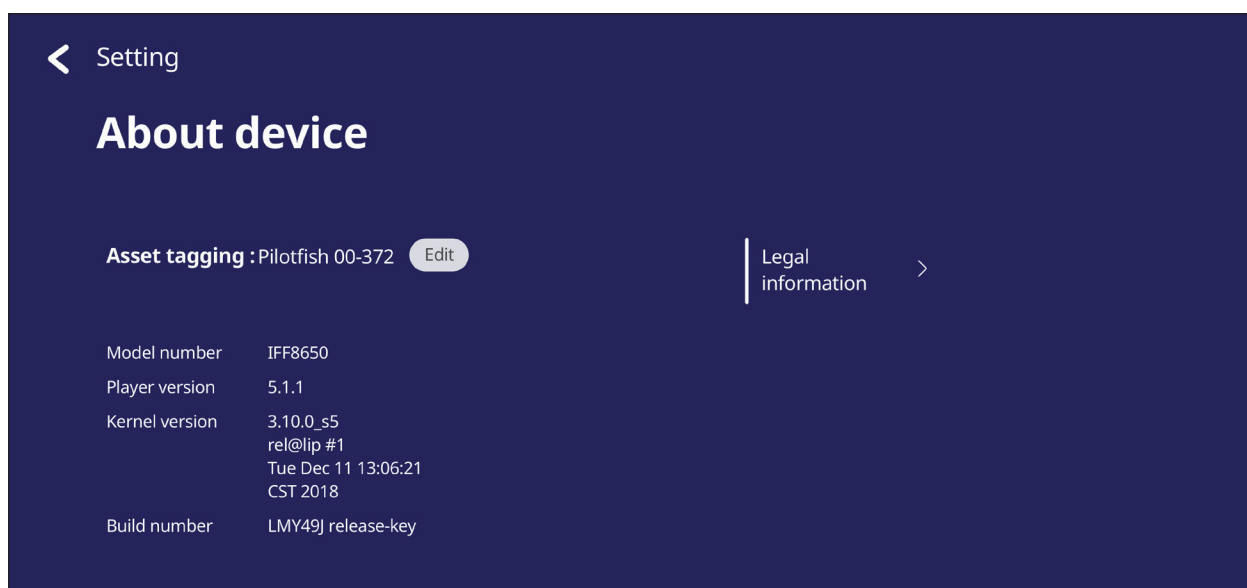 Setting
About device
Asset tagging : Pilotfish 00-372 Edit
Legal
information
Model number IFF8650
Player version 5.1.1
Kernel version 3.10.0_s5
rel@lip #1
Tue Dec 11 13:06:21
CST 2018
Build number LMY49J release-key